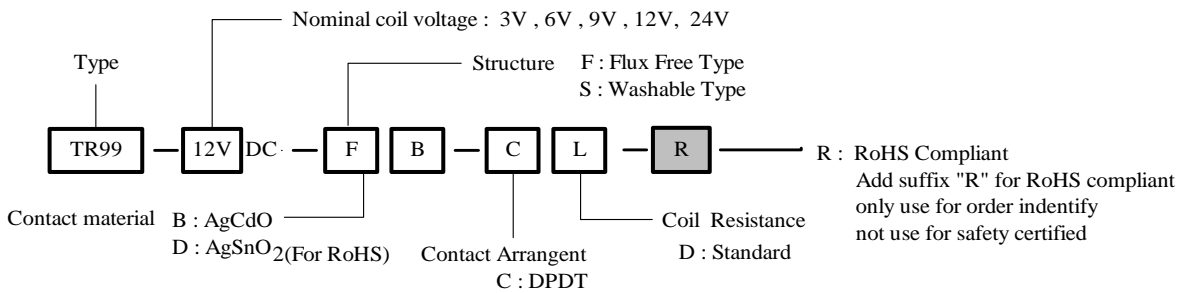 Nominal coil voltage : 3V , 6V , 9V , 12V, 24V
Type
Structure F : Flux Free Type
S : Washable Type
TR99 12V DC F B C L R
R : RoHS Compliant
Add suffix "R" for RoHS compliant
only use for order indentify
not use for safety certified
Contact material B : AgCdO
D : AgSnO2(For RoHS)
Contact Arrangent
C : DPDT
Coil Resistance
D : Standard